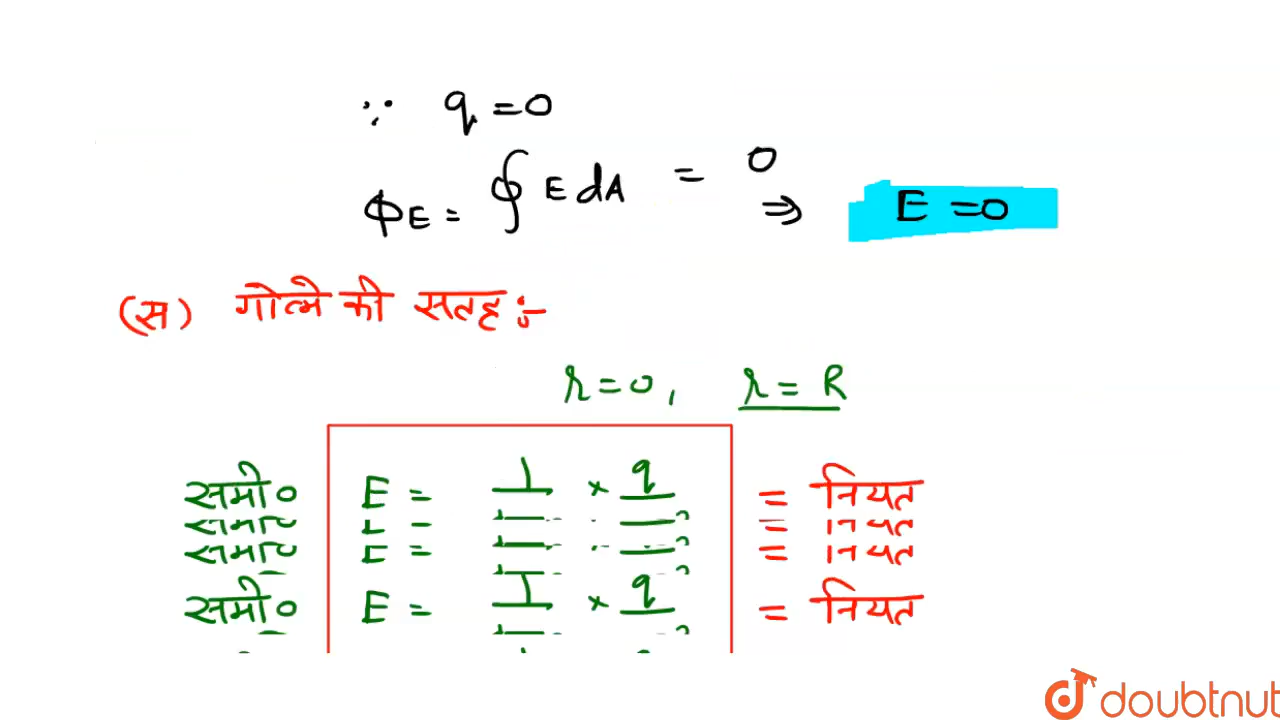 ∵ q = 0
ΦE = ∮ E dA = 0 ⇒ E = 0
(स) गोले की सतह :-
r = 0, r = R
समी० E = 1 × q = नियत
समी० E = 1 × q = नियत
doubtnut